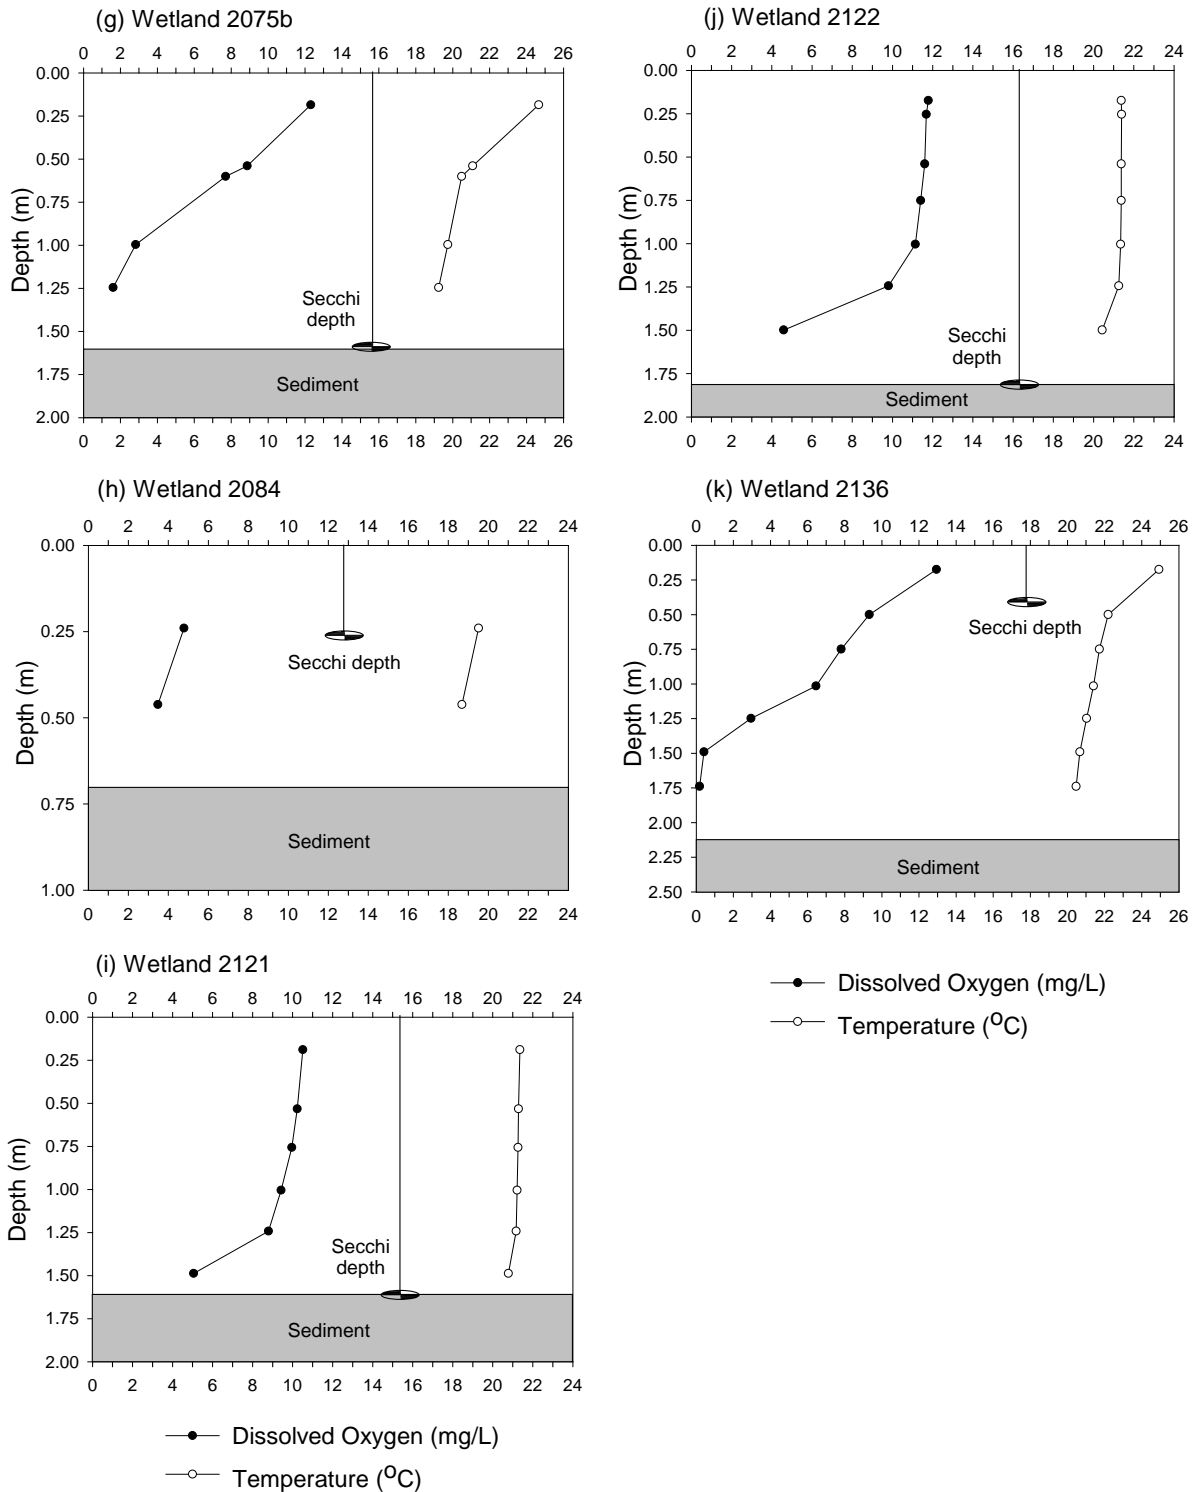 (g) Wetland 2075b
0 2 4 6 8 10 12 14 16 18 20 22 24 26
0.00
0.25
0.50
0.75
1.00
1.25
1.50
1.75
2.00
Depth (m)
Secchi
depth
Sediment
0 2 4 6 8 10 12 14 16 18 20 22 24 26
(j) Wetland 2122
0 2 4 6 8 10 12 14 16 18 20 22 24
0.00
0.25
0.50
0.75
1.00
1.25
1.50
1.75
2.00
Depth (m)
Secchi
depth
Sediment
0 2 4 6 8 10 12 14 16 18 20 22 24
(h) Wetland 2084
0 2 4 6 8 10 12 14 16 18 20 22 24
0.00
0.25
0.50
0.75
1.00
Depth (m)
Secchi depth
Sediment
0 2 4 6 8 10 12 14 16 18 20 22 24
(k) Wetland 2136
0 2 4 6 8 10 12 14 16 18 20 22 24 26
0.00
0.25
0.50
0.75
1.00
1.25
1.50
1.75
2.00
2.25
2.50
Depth (m)
Secchi depth
Sediment
0 2 4 6 8 10 12 14 16 18 20 22 24 26
Dissolved Oxygen (mg/L)
Temperature (°C)
(i) Wetland 2121
0 2 4 6 8 10 12 14 16 18 20 22 24
0.00
0.25
0.50
0.75
1.00
1.25
1.50
1.75
2.00
Depth (m)
Secchi
depth
Sediment
0 2 4 6 8 10 12 14 16 18 20 22 24
Dissolved Oxygen (mg/L)
Temperature (°C)